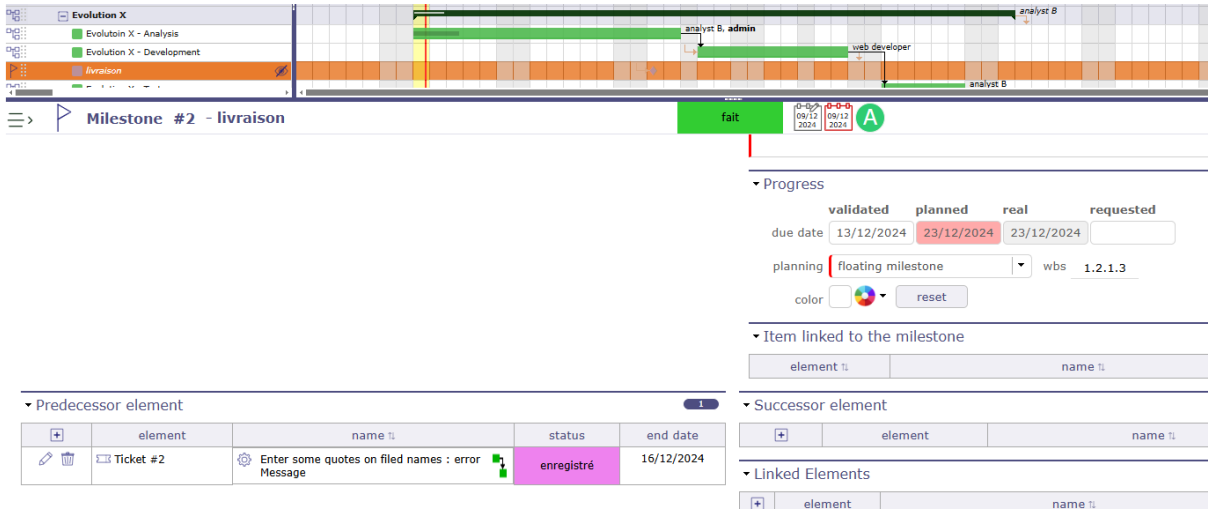 Evolution X
analyst B
Evolutoin X - Analysis
analyst B, admin
Evolution X - Development
web developer
livraison
analyst B
Milestone #2 - livraison
fait
09/12 2024
09/12 2024
A
Progress
validated planned real requested
due date 13/12/2024 23/12/2024 23/12/2024
planning floating milestone wbs 1.2.1.3
color reset
Item linked to the milestone
element name
Predecessor element 1
Successor element
element name status end date
element name
Ticket #2 Enter some quotes on filed names : error enregistré 16/12/2024
Message
Linked Elements
element name